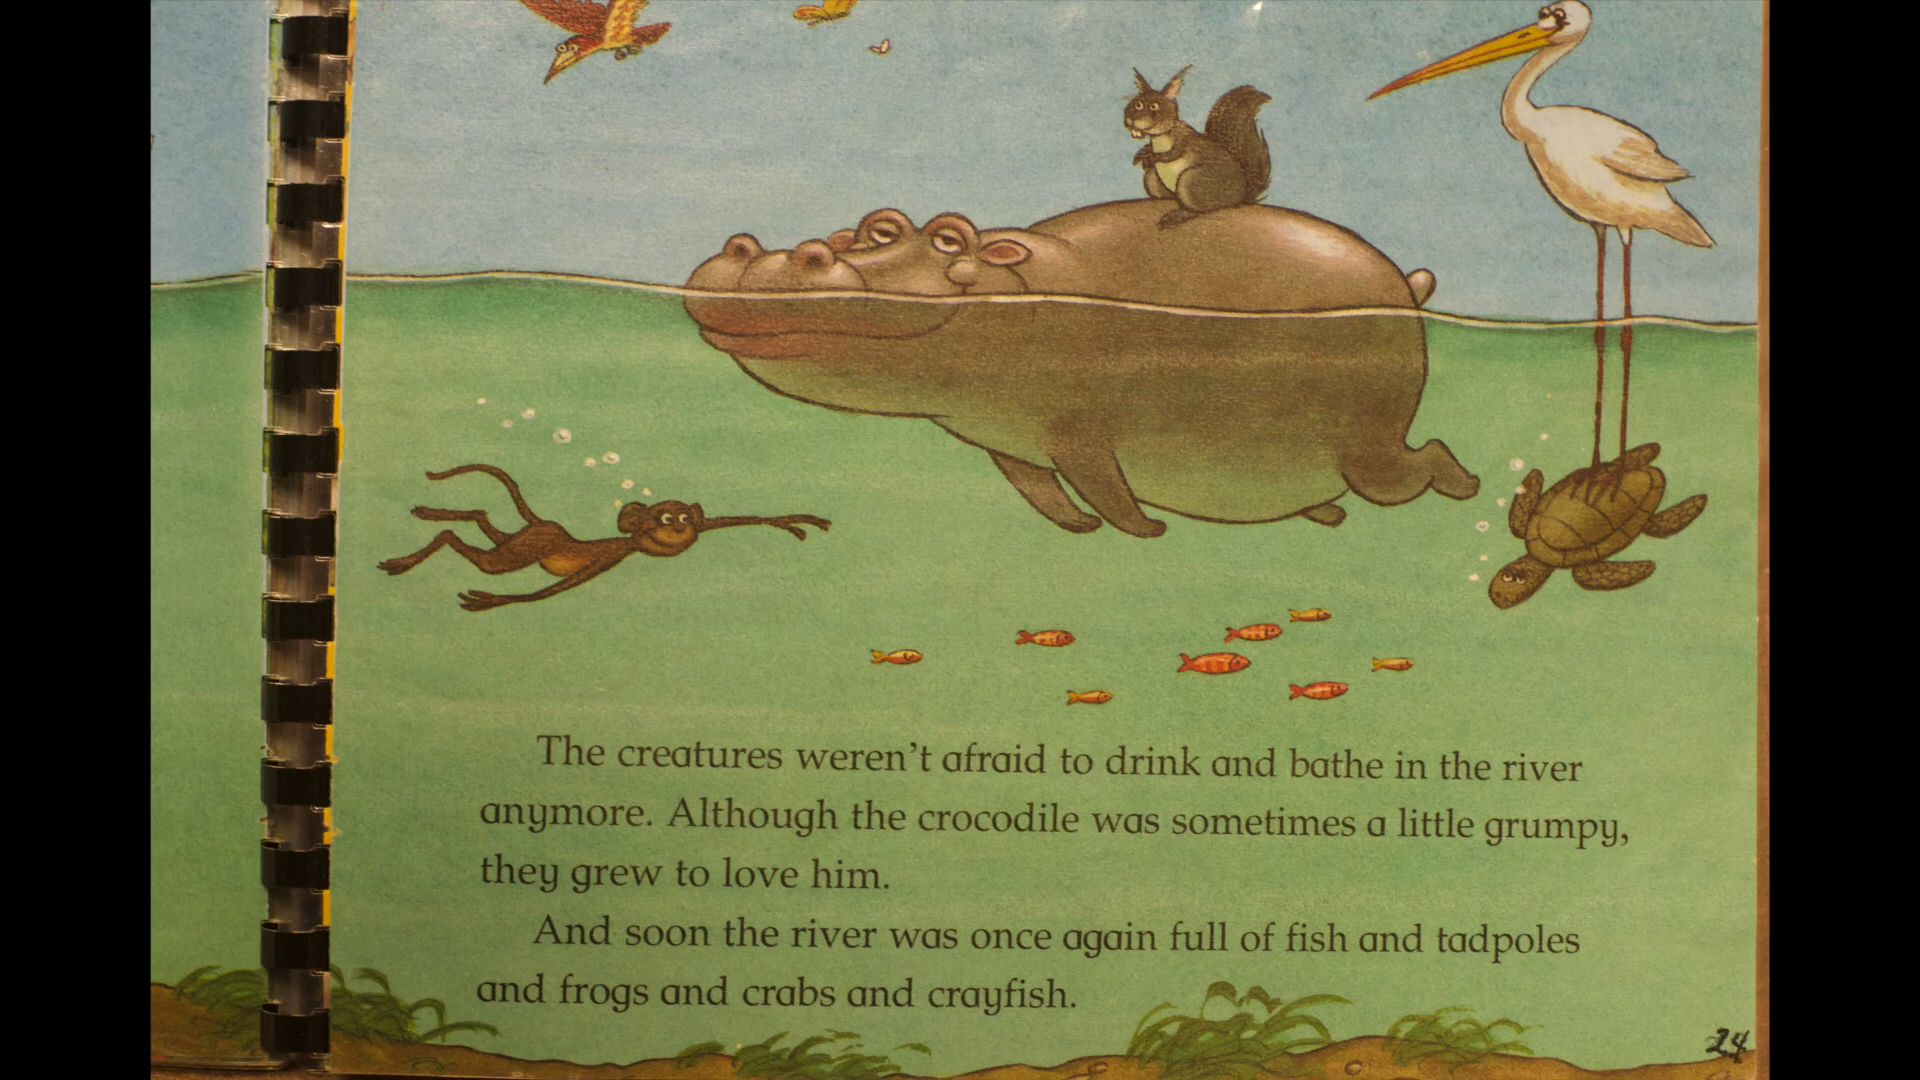 The creatures weren't afraid to drink and bathe in the river
anymore. Although the crocodile was sometimes a little grumpy,
they grew to love him.
And soon the river was once again full of fish and tadpoles
and frogs and crabs and crayfish.
24